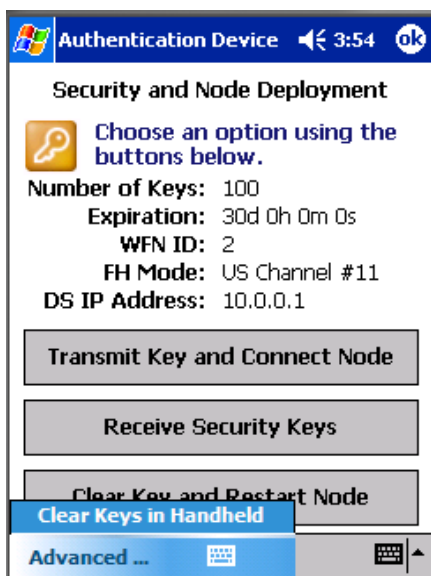 Authentication Device 3:54 ok
Security and Node Deployment
Choose an option using the
buttons below.
Number of Keys: 100
Expiration: 30d 0h 0m 0s
WFN ID: 2
FH Mode: US Channel #11
DS IP Address: 10.0.0.1
Transmit Key and Connect Node
Receive Security Keys
Clear Key and Restart Node
Clear Keys in Handheld
Advanced ...